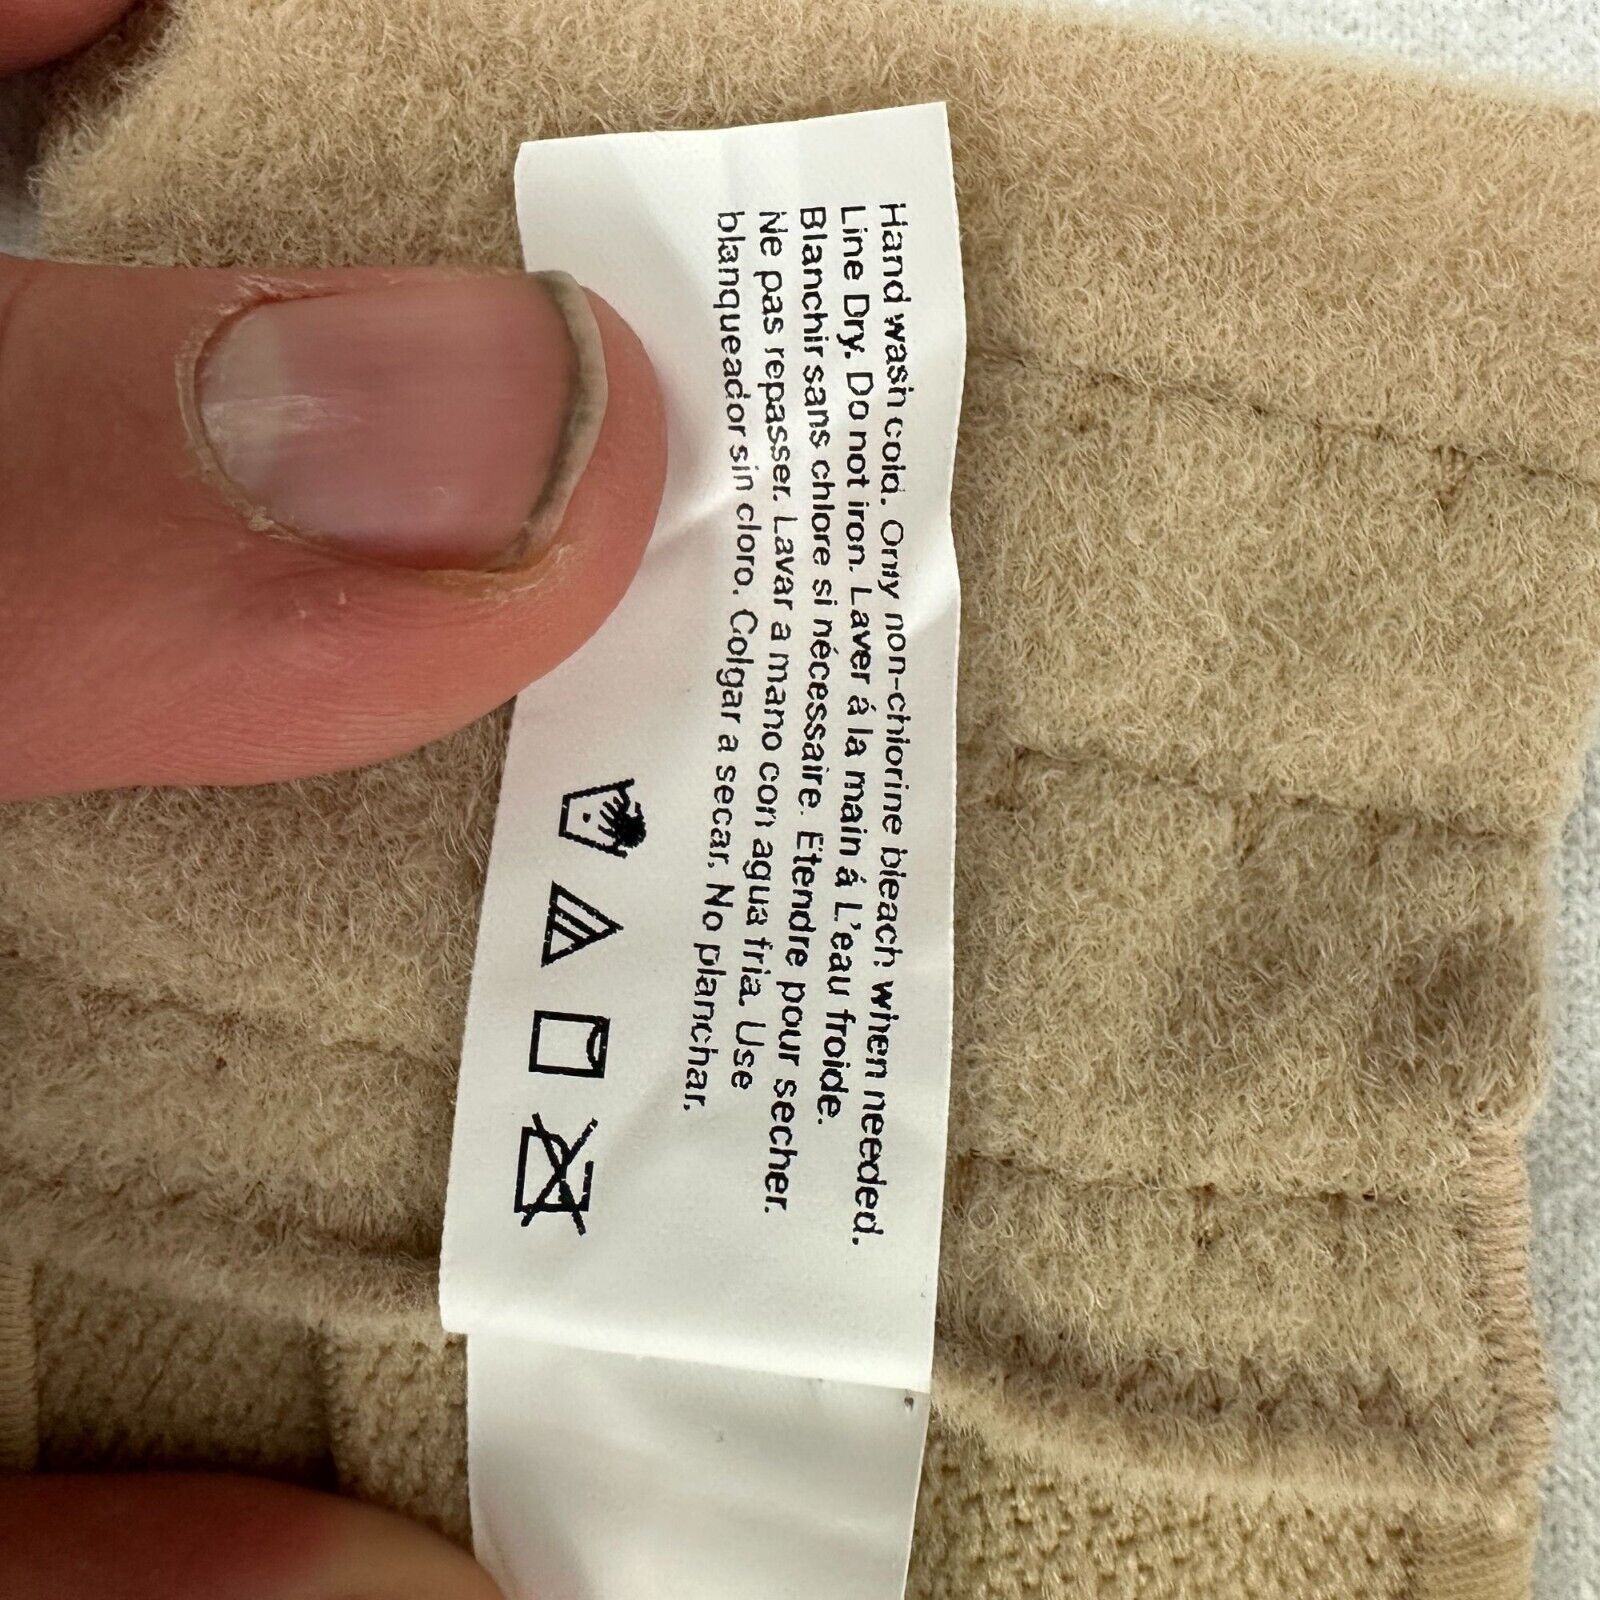 Hand wash cold. Only non-chlorine bleach when needed.
Line Dry. Do not iron. Laver á la main á L'eau froide.
Blanchir sans chlore si nécessaire. Etendre pour sécher.
Ne pas repasser. Lavar a mano con agua fria. Use
blanqueador sin cloro. Colgar a secar. No planchar.